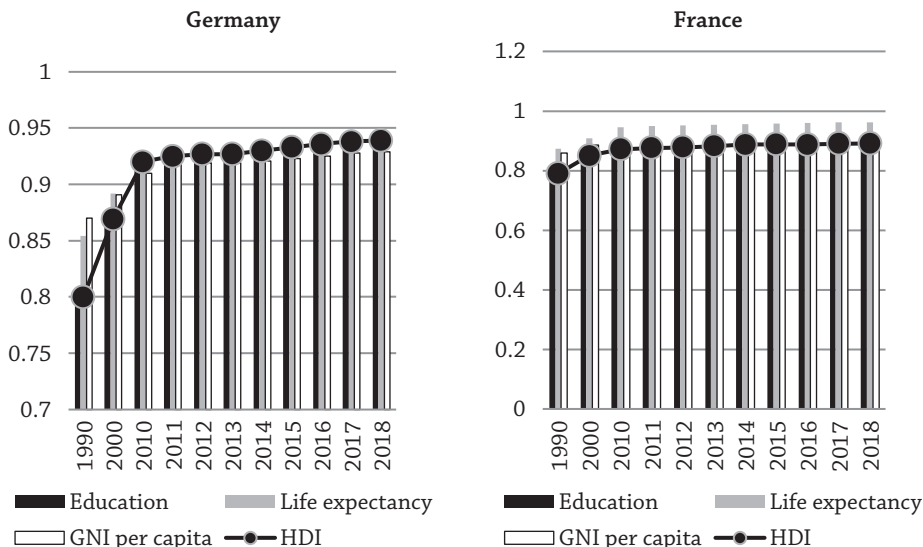 Germany
1
0.95
0.9
0.85
0.8
0.75
0.7
1990 2000 2010 2011 2012 2013 2014 2015 2016 2017 2018
Education Life expectancy
GNI per capita HDI
France
1.2
1
0.8
0.6
0.4
0.2
0
1990 2000 2010 2011 2012 2013 2014 2015 2016 2017 2018
Education Life expectancy
GNI per capita HDI